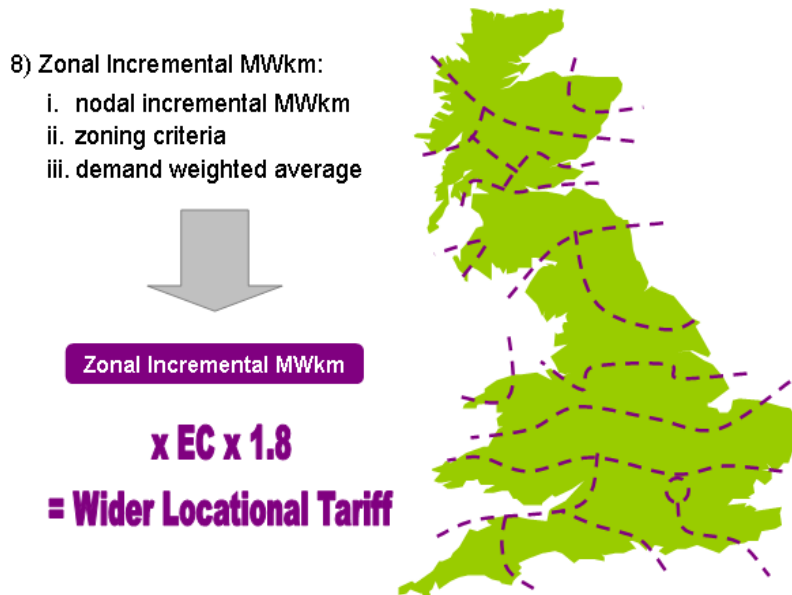 8) Zonal Incremental MWkm:
i. nodal incremental MWkm
ii. zoning criteria
iii. demand weighted average
Zonal Incremental MWkm
x EC x 1.8
= Wider Locational Tariff